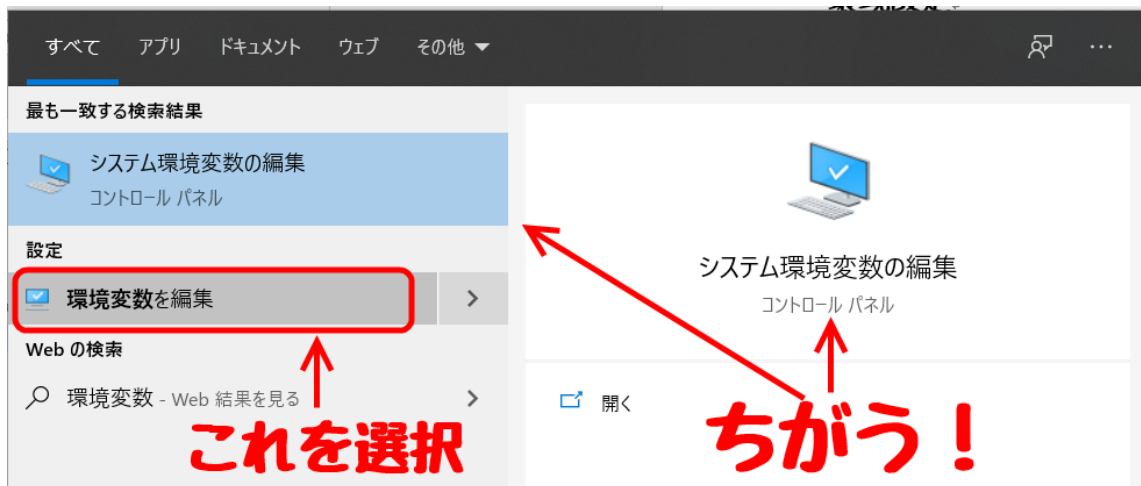 すべて アプリ ドキュメント ウェブ その他
最も一致する検索結果
システム環境変数の編集
コントロール パネル
設定
環境変数を編集
Web の検索
環境変数 - Web 結果を見る
これを選択
システム環境変数の編集
コントロール パネル
開く
ちがう！